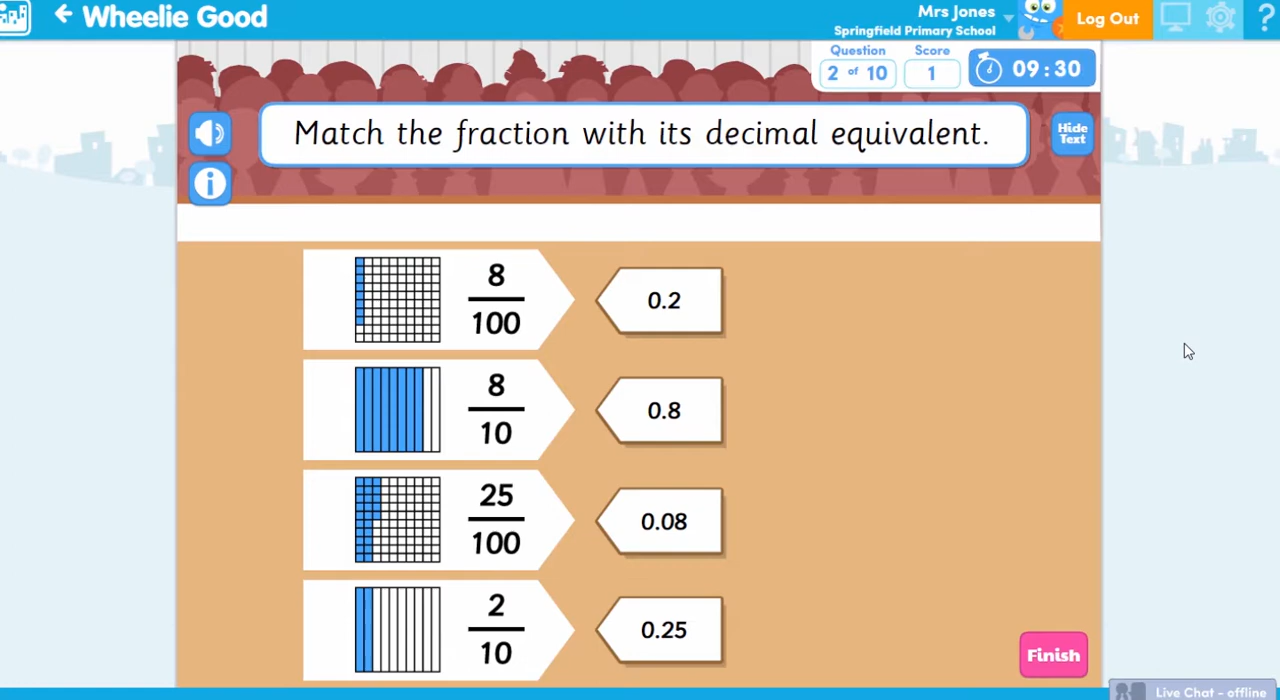 ← Wheelie Good
Mrs Jones
Springfield Primary School
Log Out
?
Question
2 of 10
Score
1
09:30
Match the fraction with its decimal equivalent.
Hide
Text
i
8
100
0.2
8
10
0.8
25
100
0.08
2
10
0.25
Finish
Live Chat - offline